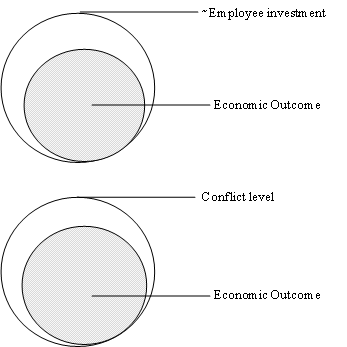 ~Employee investment
Economic Outcome
Conflict level
Economic Outcome